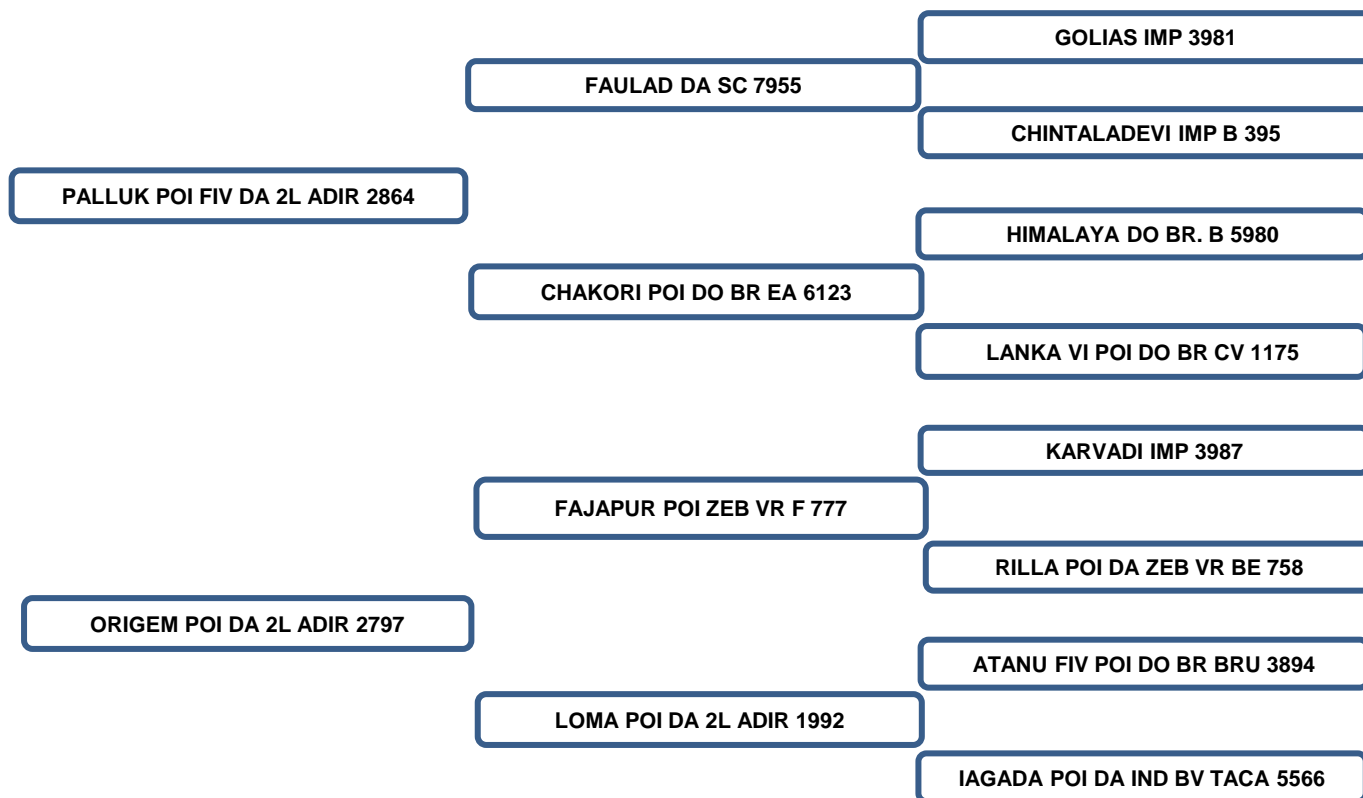 GOLIAS IMP 3981
FAULAD DA SC 7955
CHINTALADEVI IMP B 395
PALLUK POI FIV DA 2L ADIR 2864
HIMALAYA DO BR. B 5980
CHAKORI POI DO BR EA 6123
LANKA VI POI DO BR CV 1175
KARVADI IMP 3987
FAJAPUR POI ZEB VR F 777
RILLA POI DA ZEB VR BE 758
ORIGEM POI DA 2L ADIR 2797
ATANU FIV POI DO BR BRU 3894
LOMA POI DA 2L ADIR 1992
IAGADA POI DA IND BV TACA 5566